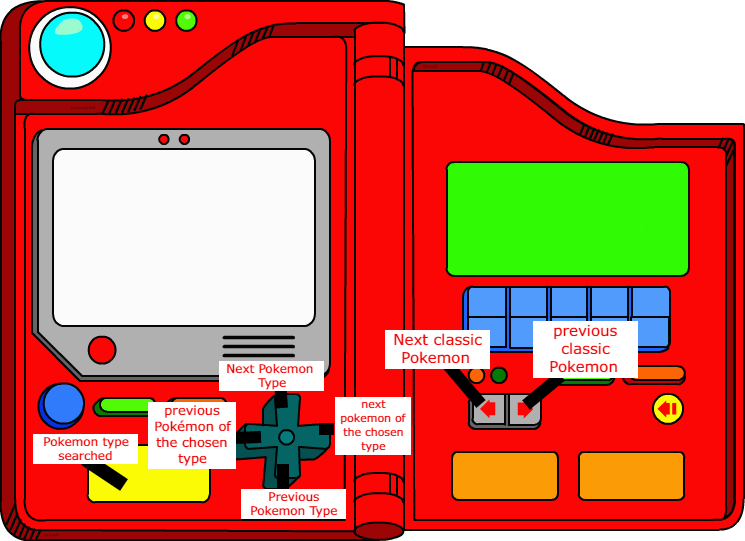 Next classic
Pokemon
previous
classic
Pokemon
Next Pokemon
Type
previous
Pokémon of
the chosen
type
next
pokemon of
the chosen
type
Pokemon type
searched
Previous
Pokemon Type